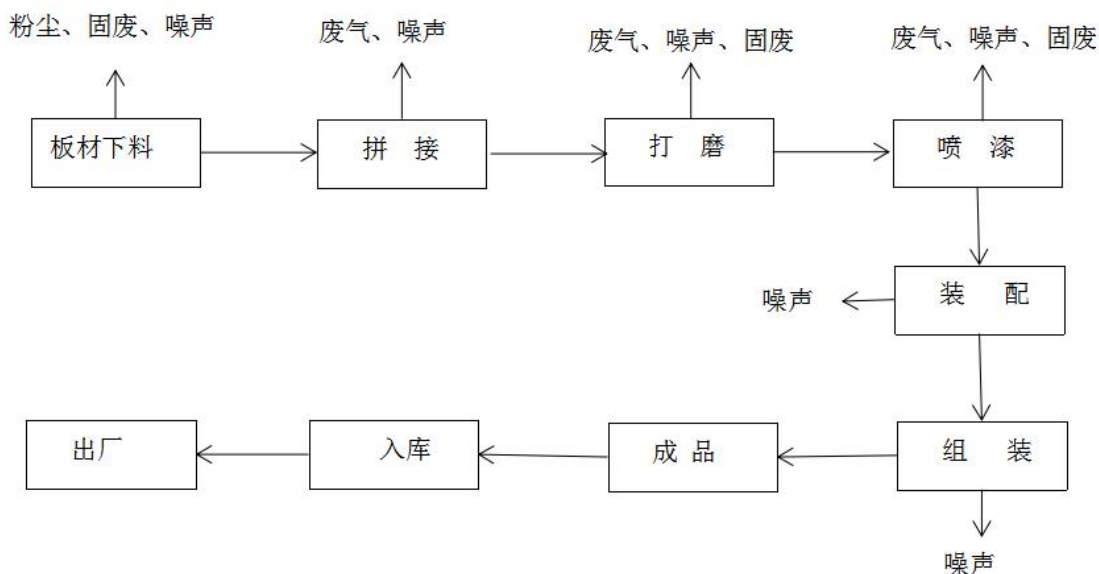 粉尘、固废、噪声
废气、噪声
废气、噪声、固废
废气、噪声、固废
板材下料
拼 接
打 磨
喷 漆
噪声
装 配
出厂
入库
成 品
组 装
噪声